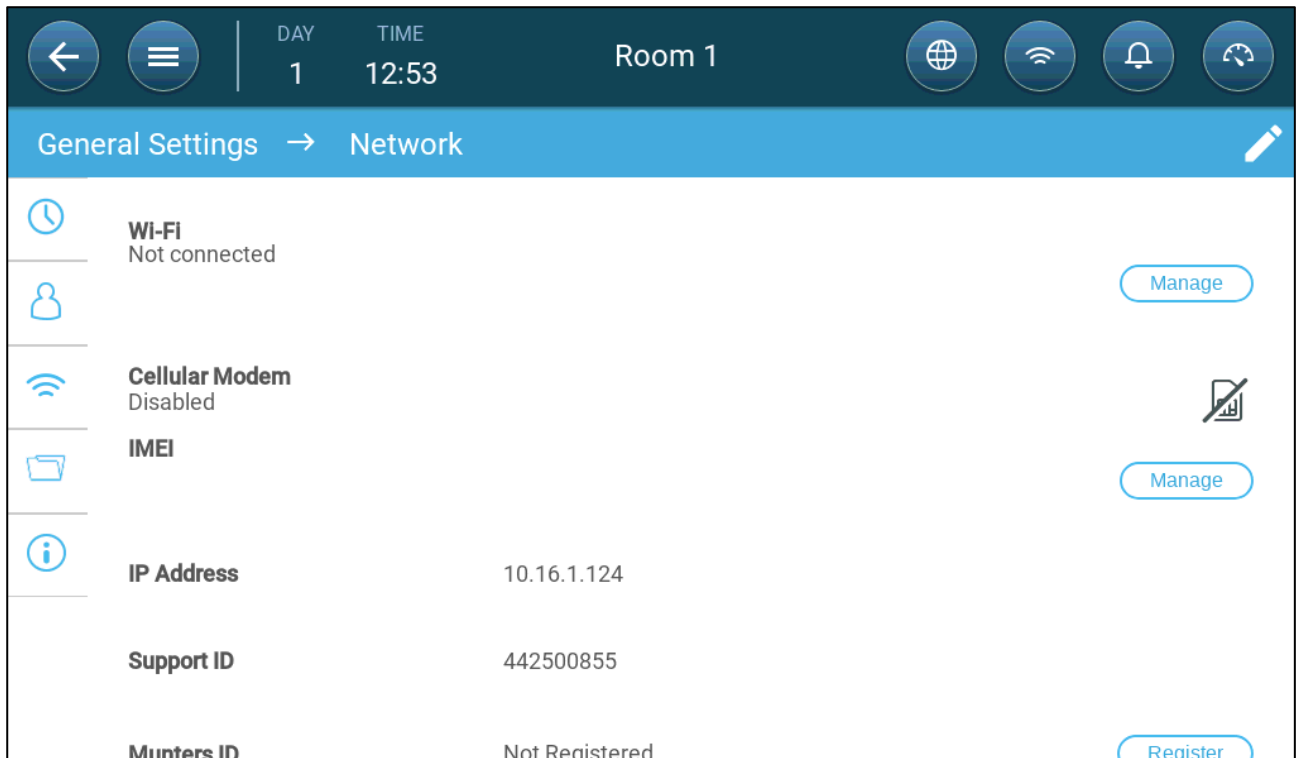 DAY TIME
1 12:53 Room 1
General Settings → Network
Wi-Fi
Not connected
Manage
Cellular Modem
Disabled
IMEI
Manage
IP Address 10.16.1.124
Support ID 442500855
Munters ID Not Registered Register